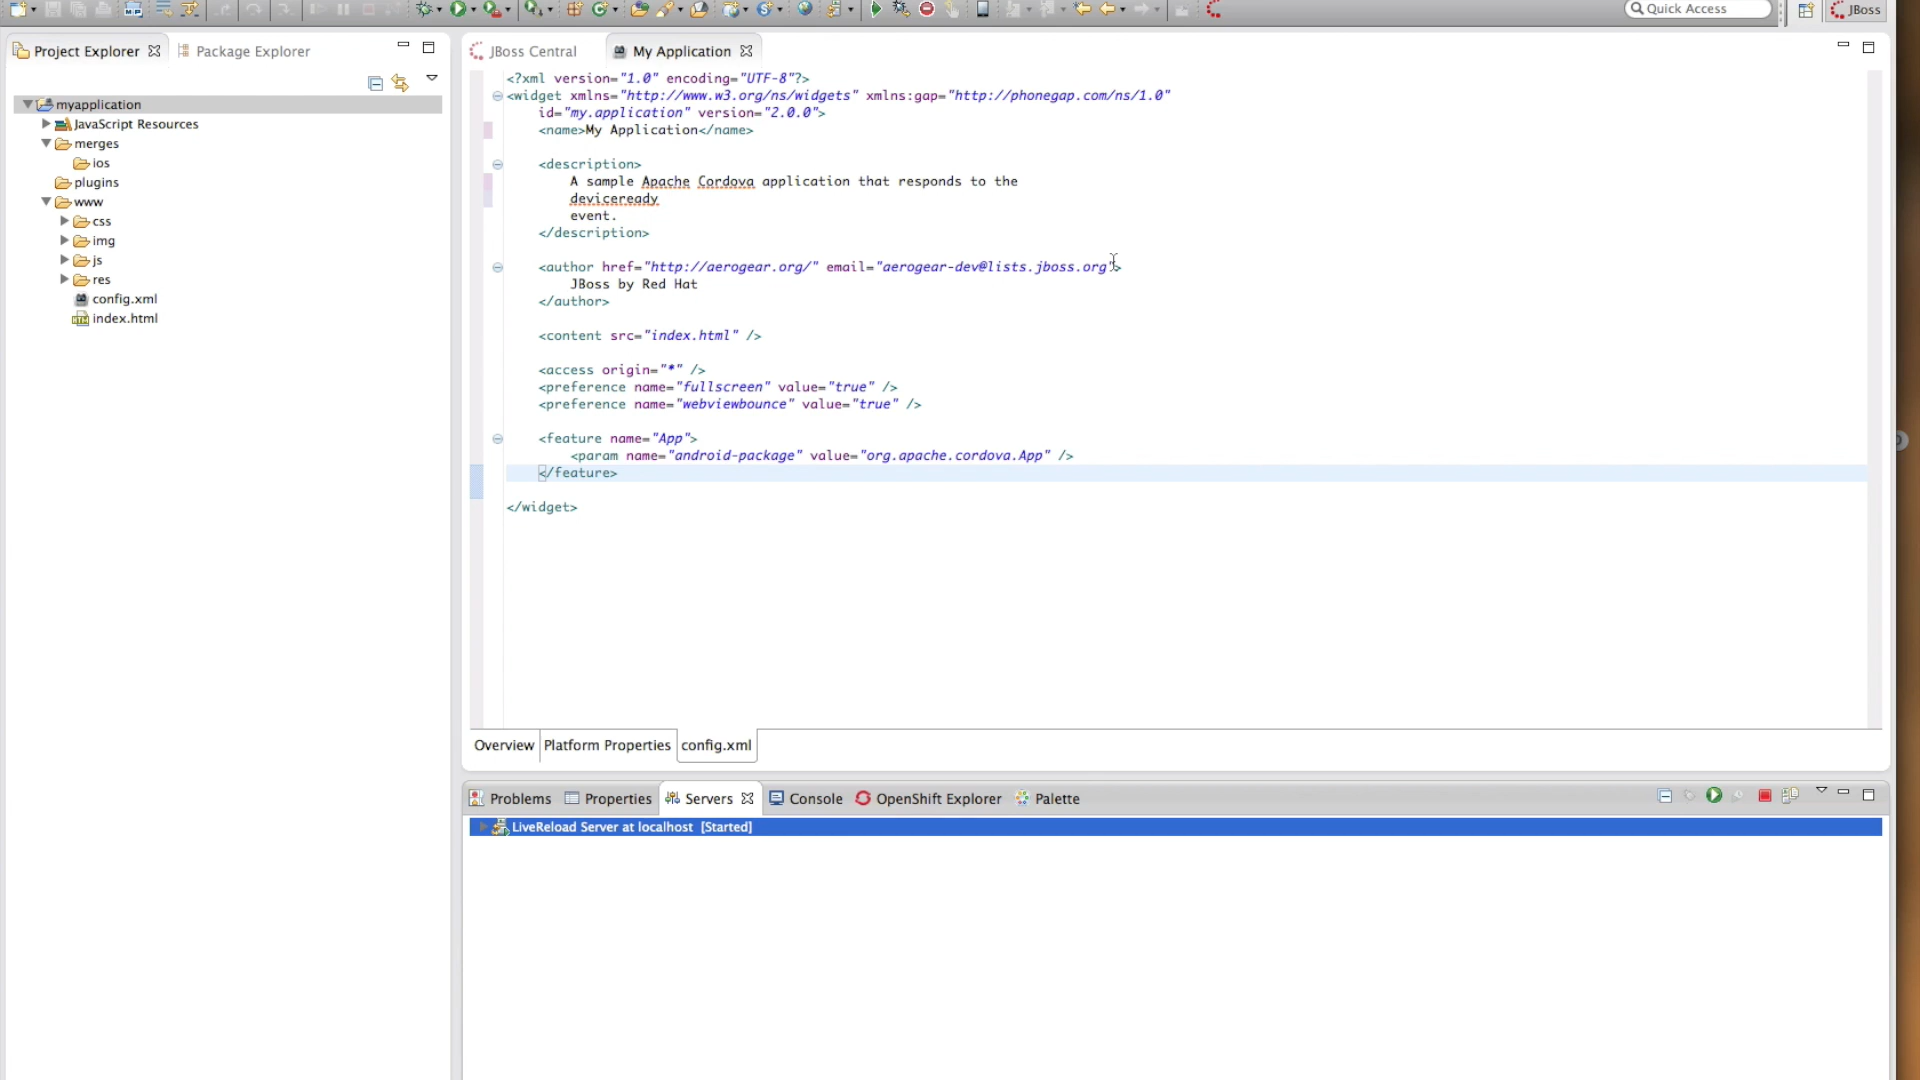 Quick Access
JBoss
Project Explorer
Package Explorer
myapplication
JavaScript Resources
merges
ios
plugins
www
css
img
js
res
config.xml
index.html
JBoss Central
My Application
<?xml version="1.0" encoding="UTF-8"?>
<widget xmlns="http://www.w3.org/ns/widgets" xmlns:gap="http://phonegap.com/ns/1.0"
id="my.application" version="2.0.0">
<name>My Application</name>
<description>
A sample Apache Cordova application that responds to the
deviceready
event.
</description>
<author href="http://aerogear.org/" email="aerogear-dev@lists.jboss.org">
JBoss by Red Hat
</author>
<content src="index.html" />
<access origin="*" />
<preference name="fullscreen" value="true" />
<preference name="webviewbounce" value="true" />
<feature name="App">
<param name="android-package" value="org.apache.cordova.App" />
</feature>
</widget>
Overview
Platform Properties
config.xml
Problems
Properties
Servers
Console
OpenShift Explorer
Palette
LiveReload Server at localhost [Started]